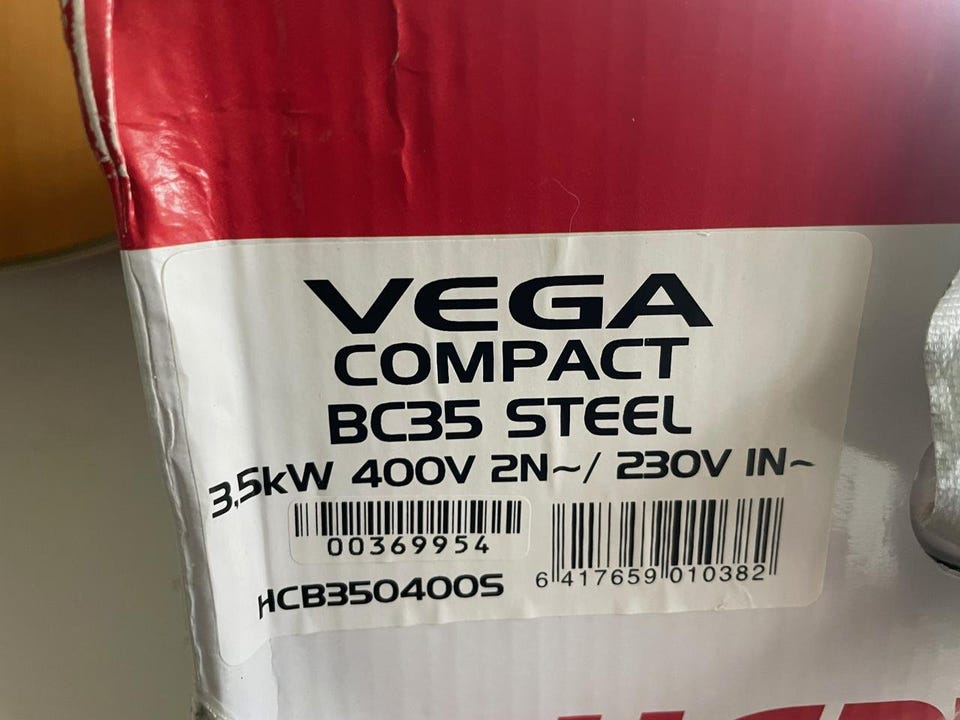 VEGA
COMPACT
BC35 STEEL
3,5kW 400V 2N~/ 230V 1N~
00369954
HCB350400S
6 417659 010382